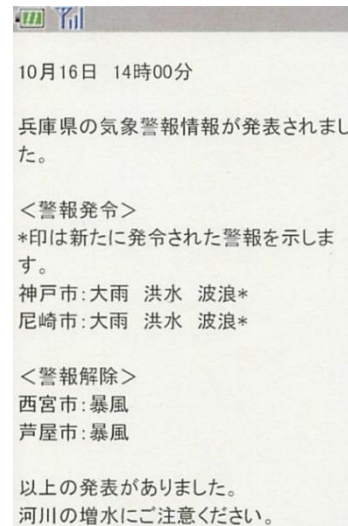 10月16日 14時00分
兵庫県の気象警報情報が発表されまし
た。
＜警報発令＞
*印は新たに発令された警報を示しま
す。
神戸市:大雨 洪水 波浪*
尼崎市:大雨 洪水 波浪*
＜警報解除＞
西宮市:暴風
芦屋市:暴風
以上の発表がありました。
河川の増水にご注意ください。